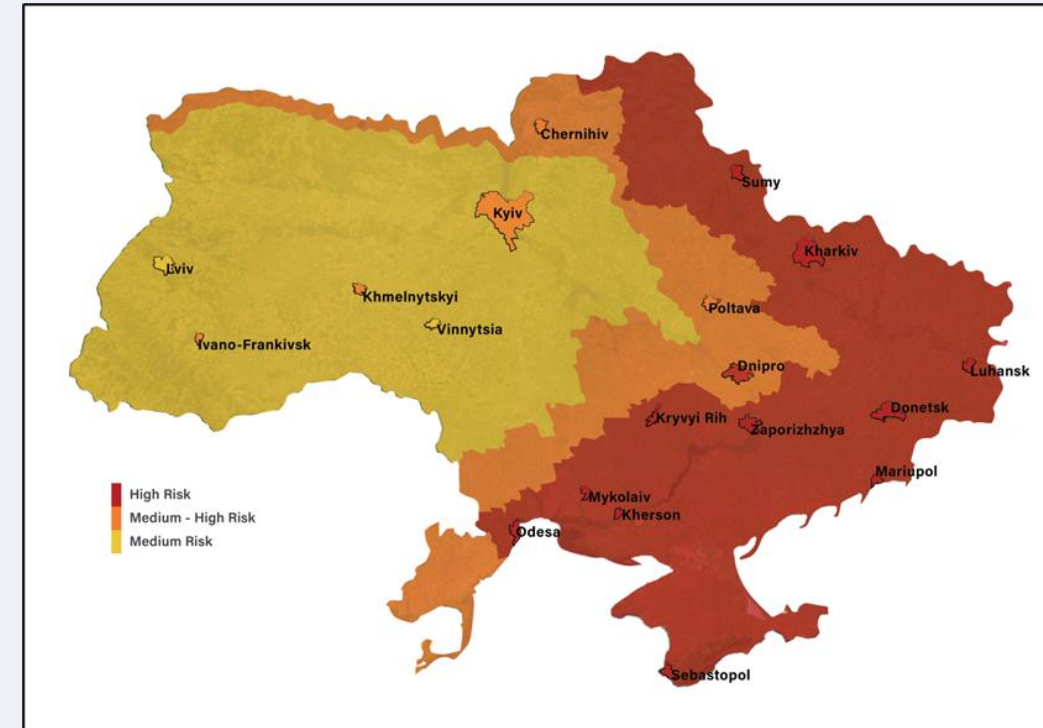 Chernihiv
Sumy
Kyiv
Kharkiv
Lviv
Khmelnytskyi
Poltava
Vinnytsia
Ivano-Frankivsk
Dnipro
Luhansk
Donetsk
Kryvyi Rih
Zaporizhzhya
Mariupol
High Risk
Mykolaiv
Medium - High Risk
Kherson
Odesa
Medium Risk
Sebastopol